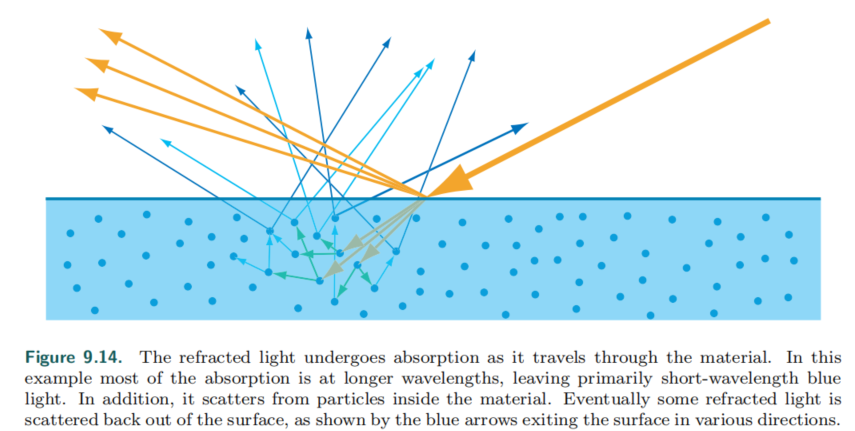 Figure 9.14. The refracted light undergoes absorption as it travels through the material. In this
example most of the absorption is at longer wavelengths, leaving primarily short-wavelength blue
light. In addition, it scatters from particles inside the material. Eventually some refracted light is
scattered back out of the surface, as shown by the blue arrows exiting the surface in various directions.